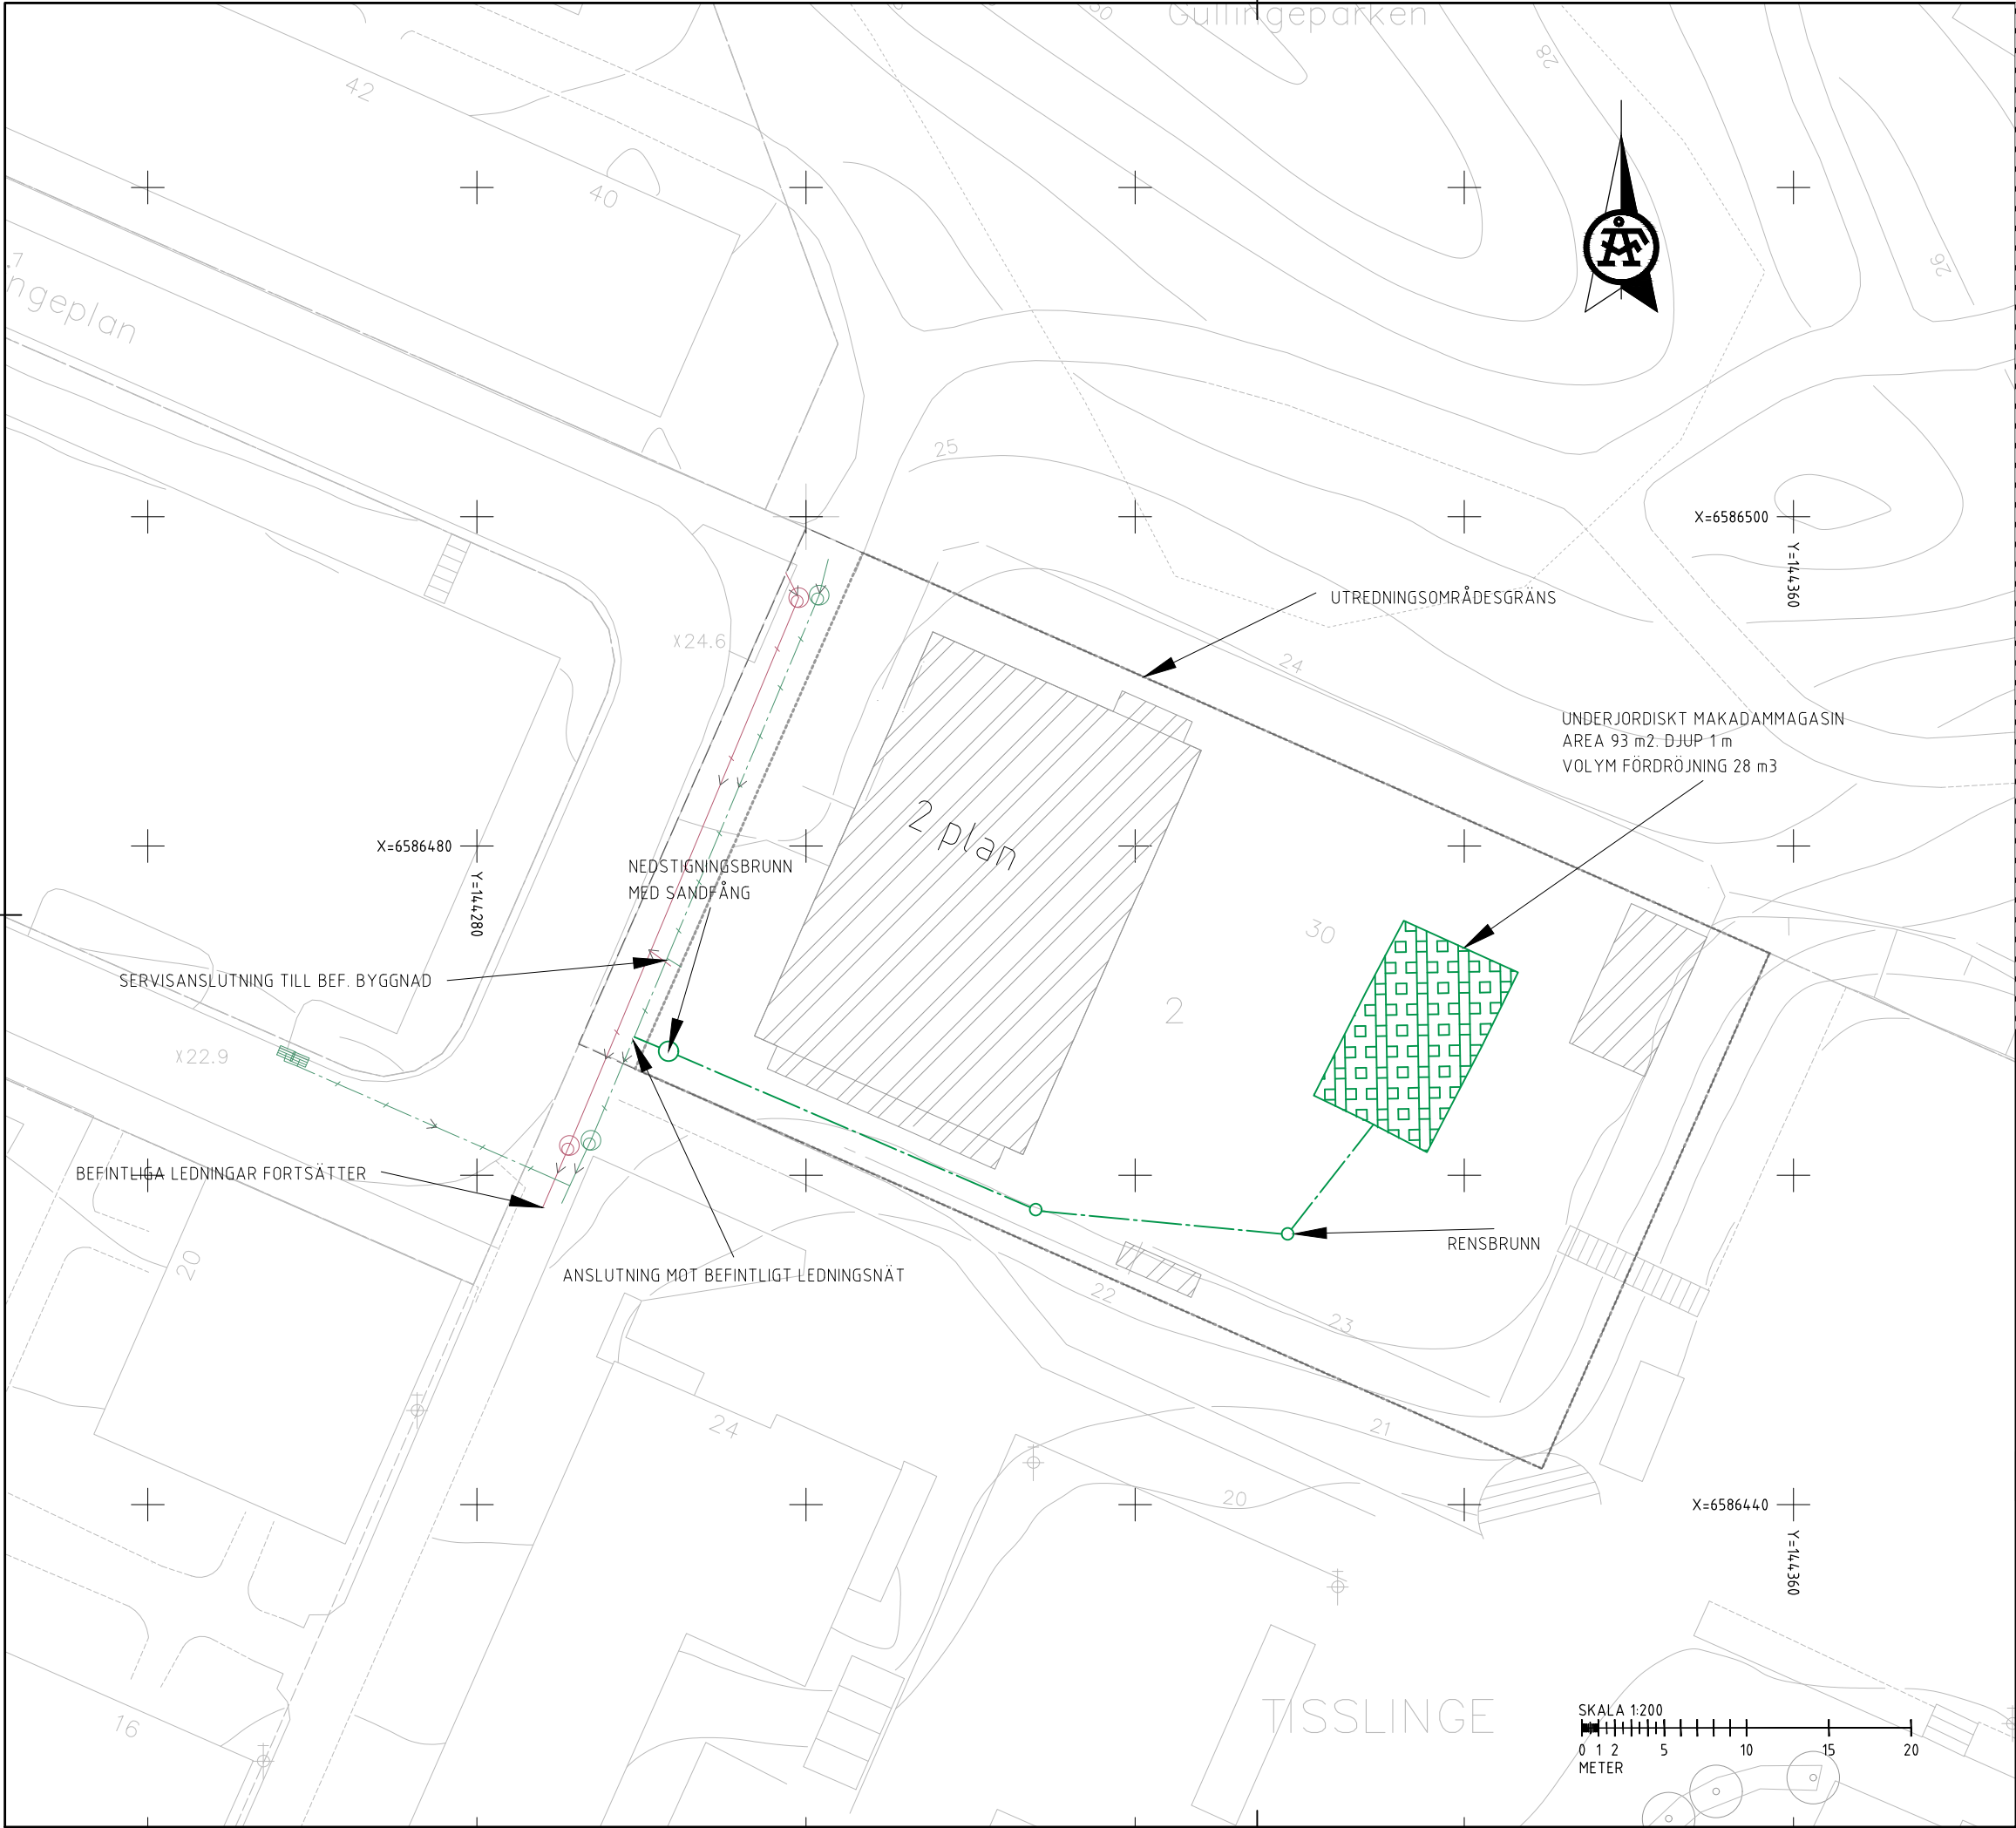 Gullingeparken
30
28
42
40
26
.7
ngeplan
25
X=6586500
Y=144360
UTREDNINGSOMRÅDESGRÄNS
x24.6
24
UNDERJORDISKT MAKADAMMAGASIN
AREA 93 m2. DJUP 1 m
VOLYM FÖRDRÖJNING 28 m3
2 plan
X=6586480
Y=144280
NEDSTIGNINGSBRUNN
MED SANDFÅNG
30
SERVISANSLUTNING TILL BEF. BYGGNAD
2
x22.9
BEFINTLIGA LEDNINGAR FORTSÄTTER
RENSBRUNN
20
ANSLUTNING MOT BEFINTLIGT LEDNINGSNÄT
22
23
24
21
20
X=6586440
Y=144360
16
TISSLINGE
SKALA 1:200
0 1 2 5 10 15 20
METER
ÅF